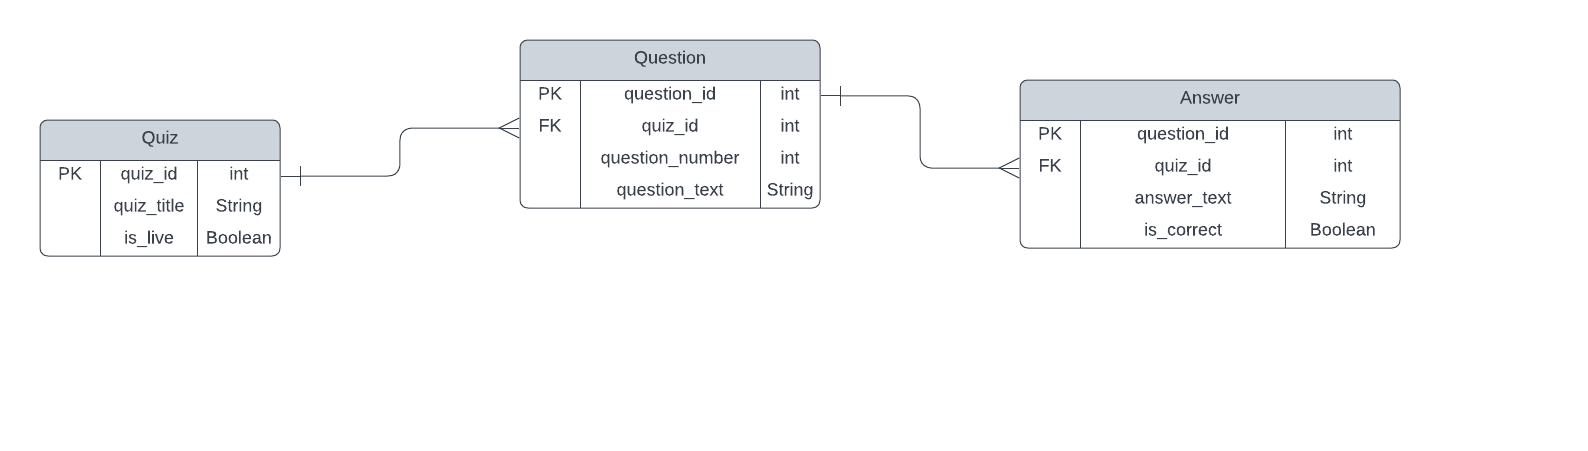 Quiz
PK quiz_id int
quiz_title String
is_live Boolean
Question
PK question_id int
FK quiz_id int
question_number int
question_text String
Answer
PK question_id int
FK quiz_id int
answer_text String
is_correct Boolean